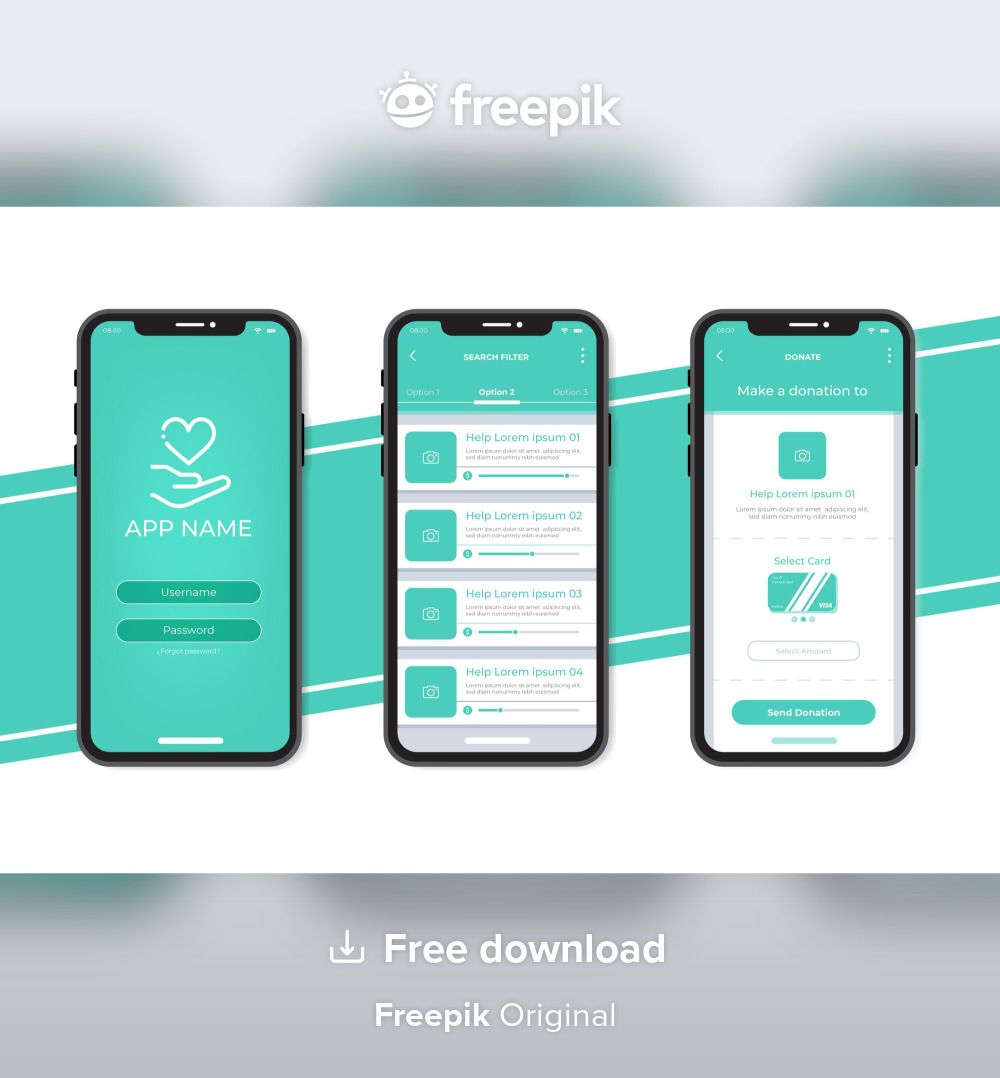 freepik
08:00
APP NAME
Username
Password
¿Forgot password?
08:00
SEARCH FILTER
Option 1 Option 2 Option 3
Help Lorem ipsum 01
Lorem ipsum dolor sit amet adipiscing elit,
sed diam nonummy nibh euismod
Help Lorem ipsum 02
Lorem ipsum dolor sit amet adipiscing elit,
sed diam nonummy nibh euismod
Help Lorem ipsum 03
Lorem ipsum dolor sit amet adipiscing elit,
sed diam nonummy nibh euismod
Help Lorem ipsum 04
Lorem ipsum dolor sit amet adipiscing elit,
sed diam nonummy nibh euismod
08:00
DONATE
Make a donation to
Help Lorem ipsum 01
Lorem ipsum dolor sit amet adipiscing elit,
sed diam nonummy nibh euismod
Select Card
VISA
Select Amount
Send Donation
Free download
Freepik Original